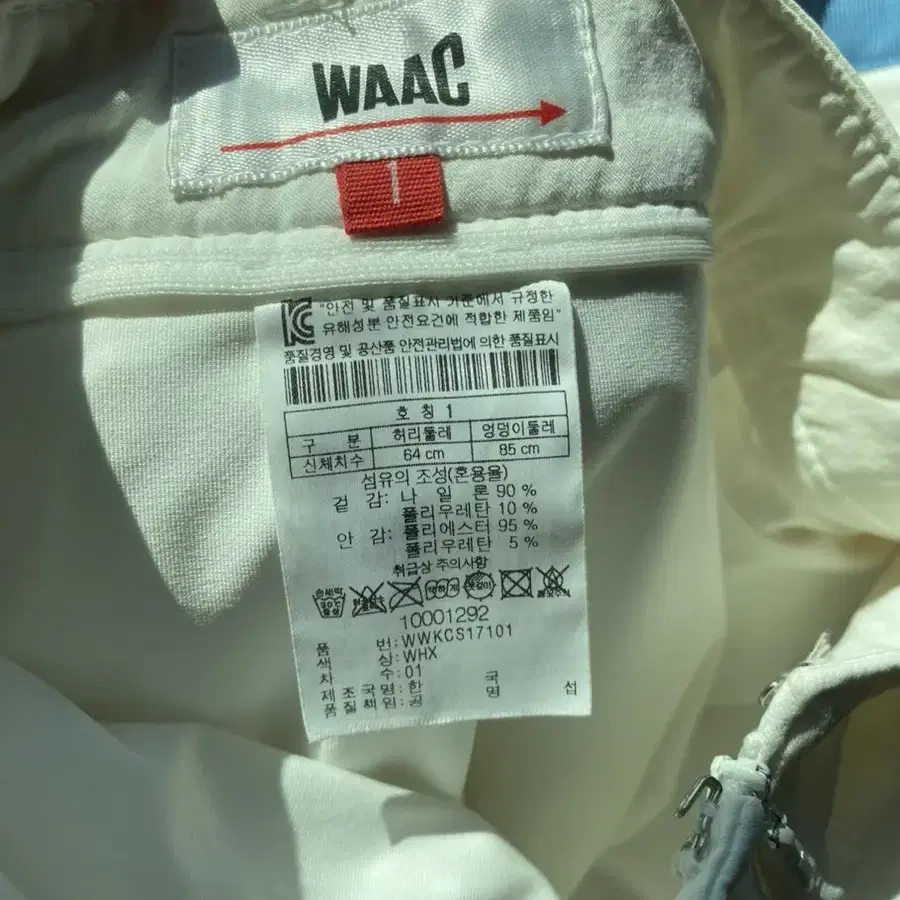 WAAC
1
"안전 및 품질표시 기준에서 규정한
유해성분 안전요건에 적합한 제품임"
품질경영 및 공산품 안전관리법에 의한 품질표시
호 칭 1
구 분 허리둘레 엉덩이둘레
신체치수 64 cm 85 cm
섬유의 조성(혼용율)
겉 감: 나 일 론 90 %
폴리우레탄 10 %
안 감: 폴리에스터 95 %
폴리우레탄 5 %
취급상 주의사항
10001292
품 번: WWKCS17101
색 상: WHX
차 수: 01
제 조 국 명: 한 국
품 질 책 임: 공 명 섭